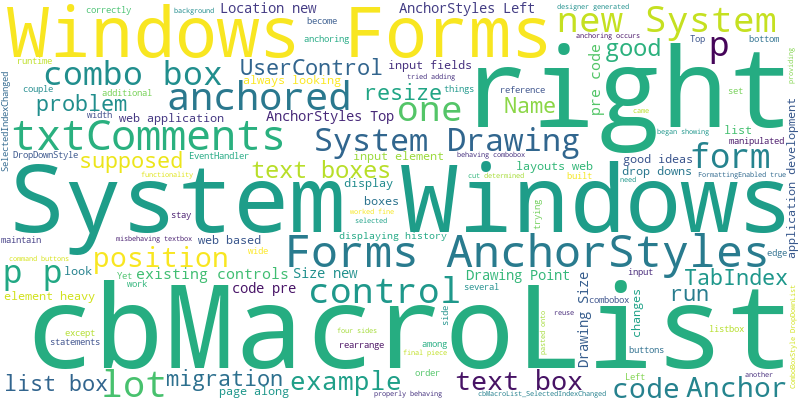 Windows Forms
Location new
AnchorStyles Left
new System
correctly
background
become
anchoring
designer generated
anchoring occurs
Top
bottom
runtime
combo box
UserControl
input fields
pre code
good
p
right
couple
additional
always looking
tried adding
things
problem
anchored
resize
one
Name
reference
set
providing
width
web application
AnchorStyles Top
began showing
list
manipulated
SelectedIndexChanged
txtComments
System Drawing
behaving combobox
cut
determined
application development
DropDownStyle
EventHandler
supposed
text boxes
input element
layouts web
good ideas
form
functionality
worked fine
built
drop downs
FormattingEnabled true
came
need
display
selected
boxes
trying
System Windows
stay
maintain
web based
displaying history
misbehaving textbox
command buttons
position
Forms AnchorStyles
edge
p p
look
Yet
wide
existing controls
Size new
Drawing Point
input
TabIndex
element heavy
work
code pre
control
several
side
combobox
changes
run
cbMacroList
Drawing Size
listbox
except
statements
four sides
rearrange
among
final piece
pasted onto
reuse
buttons
ComboBoxStyle DropDownList
list box
lot
migration
page along
example
order
properly behaving
text box
cbMacroList_SelectedIndexChanged
code
Left
Anchor
another